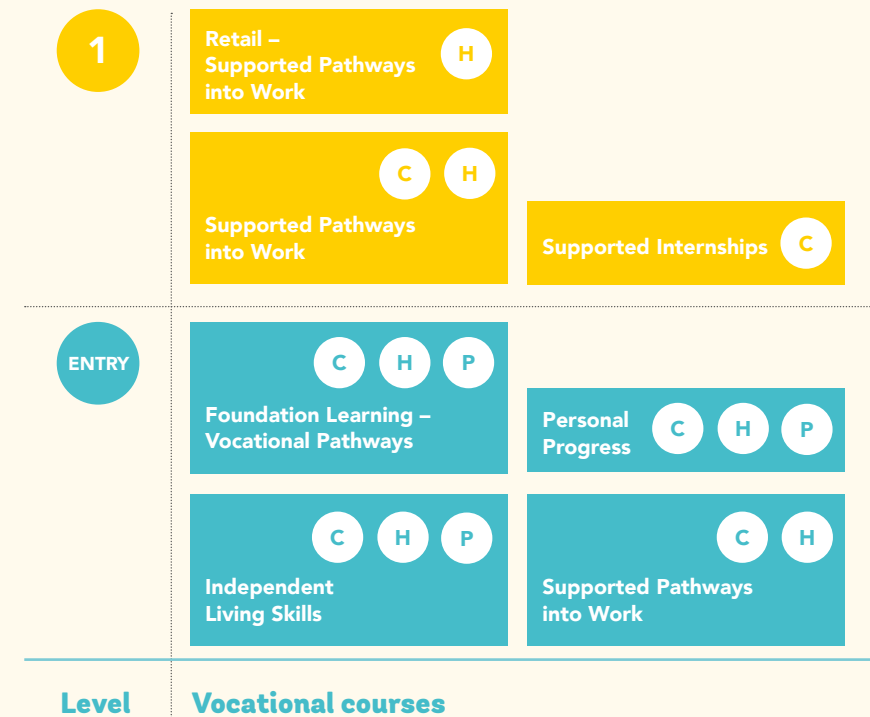 1
Retail –
Supported Pathways
into Work
H
C H
Supported Pathways
into Work
Supported Internships C
ENTRY
C H P
Foundation Learning –
Vocational Pathways
Personal
Progress
C H P
C H P
Independent
Living Skills
C H
Supported Pathways
into Work
Level
Vocational courses